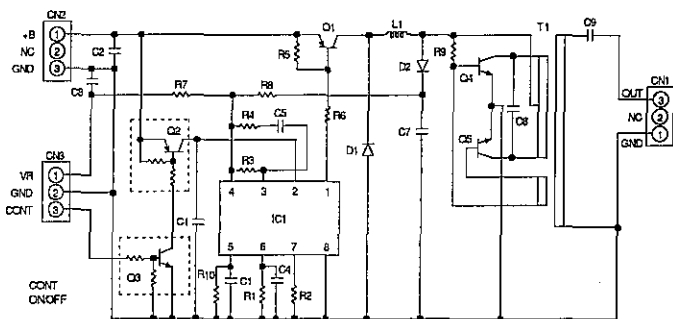 CN2
+B 1
NC 2
GND 3
C2
C8
Q1
R5
L1
D2
R9
Q4
Q5
C6
T1
C9
CN1
OUT 3
NC 2
GND 1
R7
R8
R4
C5
R6
C7
D1
Q2
R3
CN3
VR 1
GND 2
CONT 3
C1
4 3 2 1
IC1
5 6 7 8
Q3
R10
C1
R1
C4
R2
CONT
ON/OFF